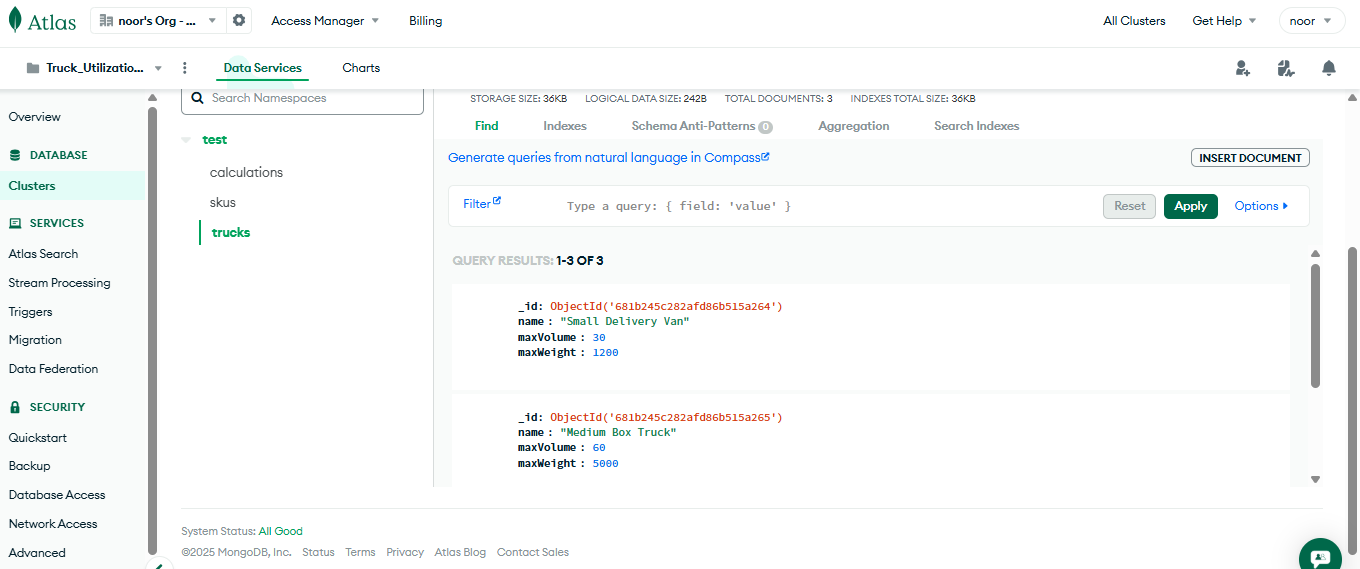 Atlas
noor's Org - ...
Access Manager
Billing
All Clusters
Get Help
noor
Truck_Utilizatio...
Data Services
Charts
Overview
DATABASE
Clusters
SERVICES
Atlas Search
Stream Processing
Triggers
Migration
Data Federation
SECURITY
Quickstart
Backup
Database Access
Network Access
Advanced
Search Namespaces
test
calculations
skus
trucks
STORAGE SIZE: 36KB LOGICAL DATA SIZE: 242B TOTAL DOCUMENTS: 3 INDEXES TOTAL SIZE: 36KB
Find Indexes Schema Anti-Patterns 0 Aggregation Search Indexes
Generate queries from natural language in Compass
INSERT DOCUMENT
Filter
Type a query: { field: 'value' }
Reset
Apply
Options
QUERY RESULTS: 1-3 OF 3
_id: ObjectId('681b245c282afd86b515a264')
name : "Small Delivery Van"
maxVolume : 30
maxWeight : 1200
_id: ObjectId('681b245c282afd86b515a265')
name : "Medium Box Truck"
maxVolume : 60
maxWeight : 5000
System Status: All Good
©2025 MongoDB, Inc. Status Terms Privacy Atlas Blog Contact Sales